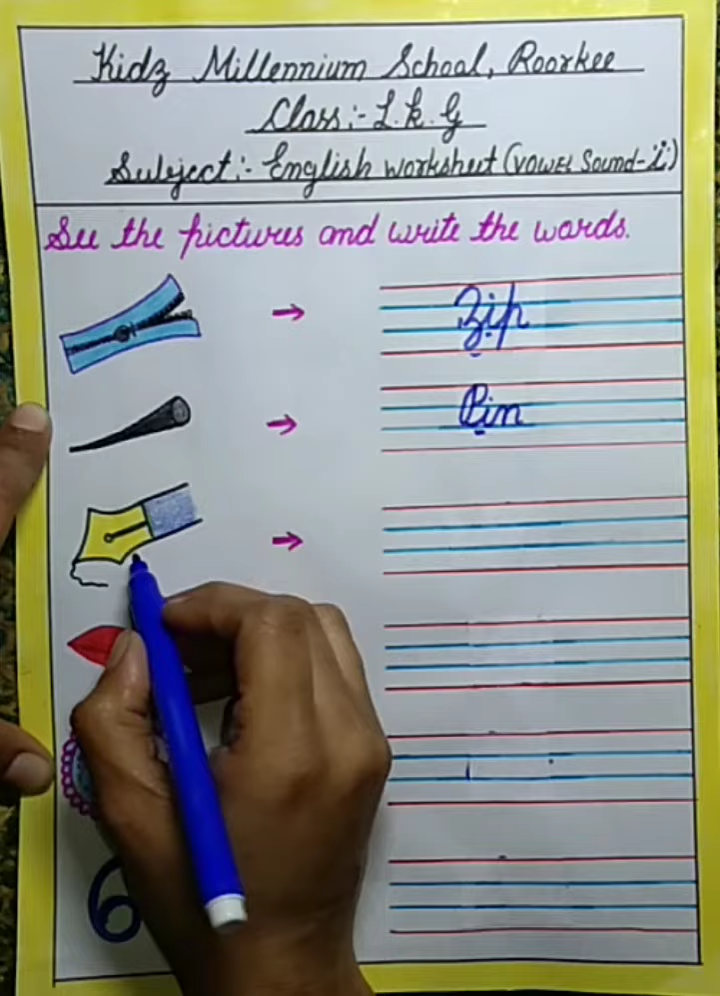 Kidz Millennium School, Roorkee
Class:- L.K.G
Subject:- English worksheet (VOWEL Sound-i)
See the pictures and write the words.
Zip
Pin
6